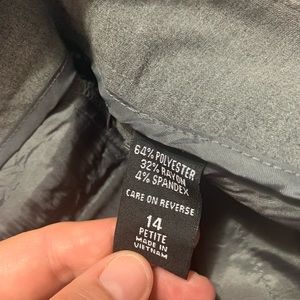 64% POLYESTER
32% RAYON
4% SPANDEX
CARE ON REVERSE
14
PETITE
MADE IN
VIETNAM